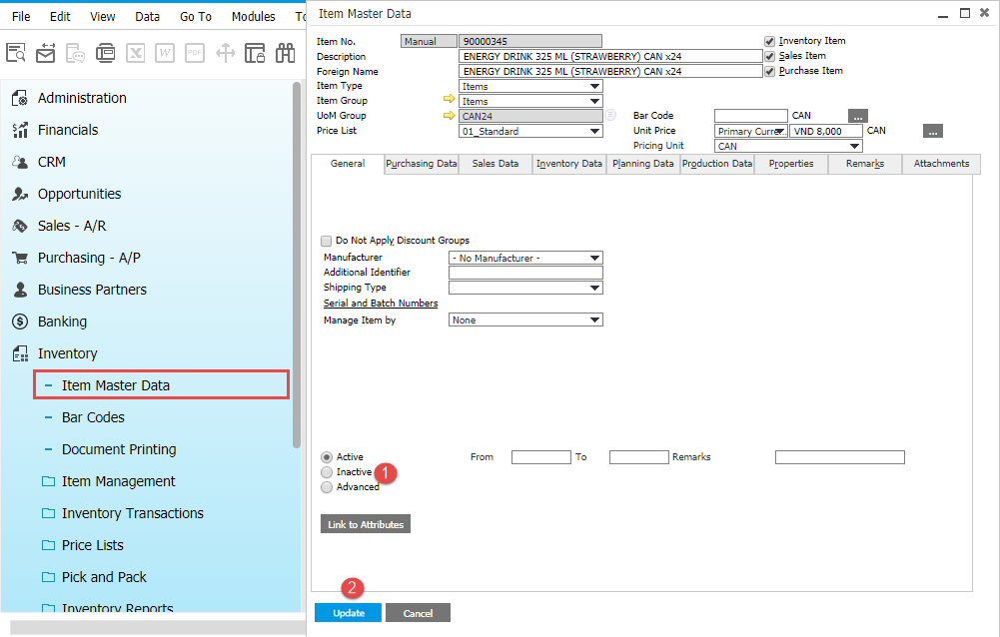 File Edit View Data Go To Modules To
Administration
Financials
CRM
Opportunities
Sales - A/R
Purchasing - A/P
Business Partners
Banking
Inventory
Item Master Data
Bar Codes
Document Printing
Item Management
Inventory Transactions
Price Lists
Pick and Pack
Inventory Reports
Item Master Data
Item No. Manual 90000345
Inventory Item
Description ENERGY DRINK 325 ML (STRAWBERRY) CAN x24
Sales Item
Foreign Name ENERGY DRINK 325 ML (STRAWBERRY) CAN x24
Purchase Item
Item Type Items
Item Group Items
UoM Group CAN24 Bar Code CAN ...
Price List 01_Standard Unit Price Primary Curre VND 8,000 CAN ...
Pricing Unit CAN
General Purchasing Data Sales Data Inventory Data Planning Data Production Data Properties Remarks Attachments
Do Not Apply Discount Groups
Manufacturer - No Manufacturer -
Additional Identifier
Shipping Type
Serial and Batch Numbers
Manage Item by None
Active From To Remarks
Inactive 1
Advanced
Link to Attributes
2
Update Cancel